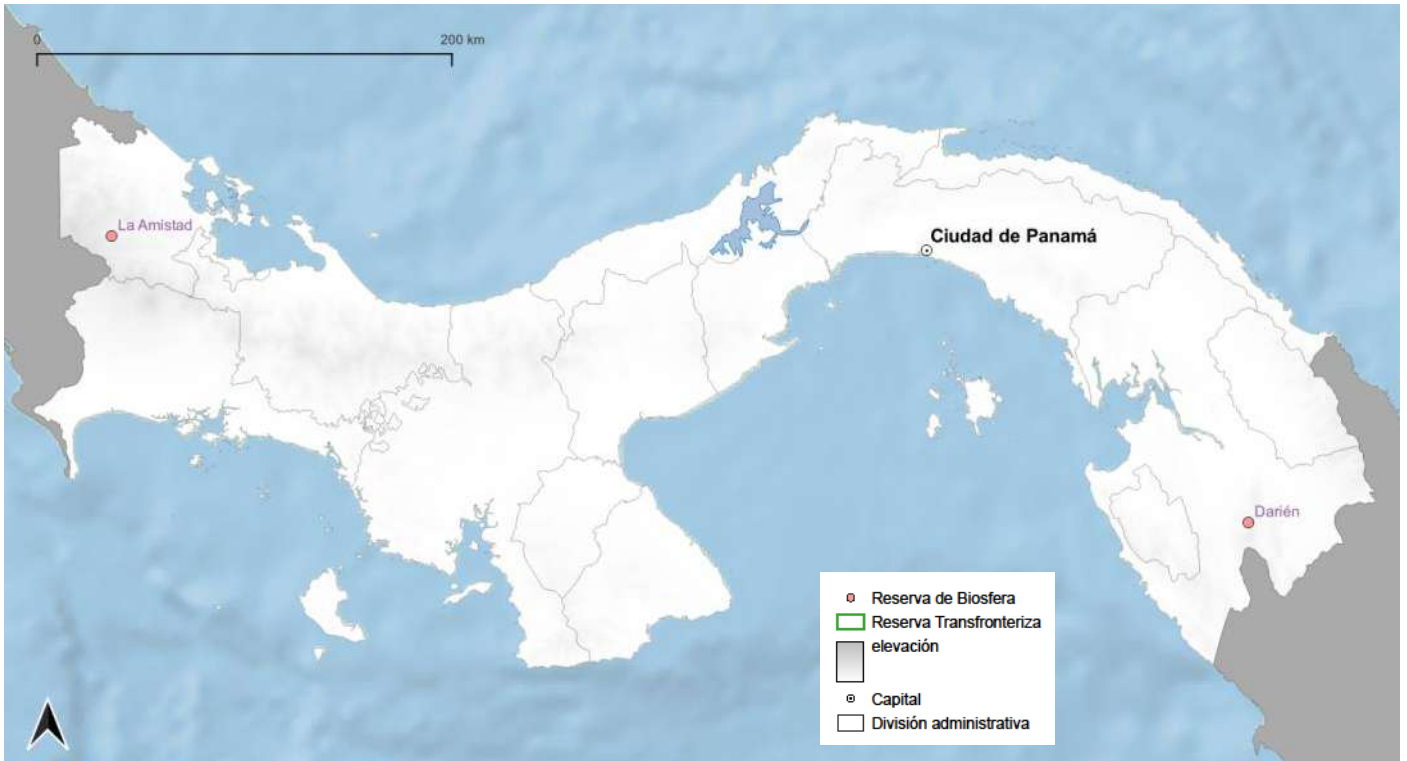 0 200 km
La Amistad
Ciudad de Panamá
Darién
Reserva de Biosfera
Reserva Transfronteriza
elevación
Capital
División administrativa